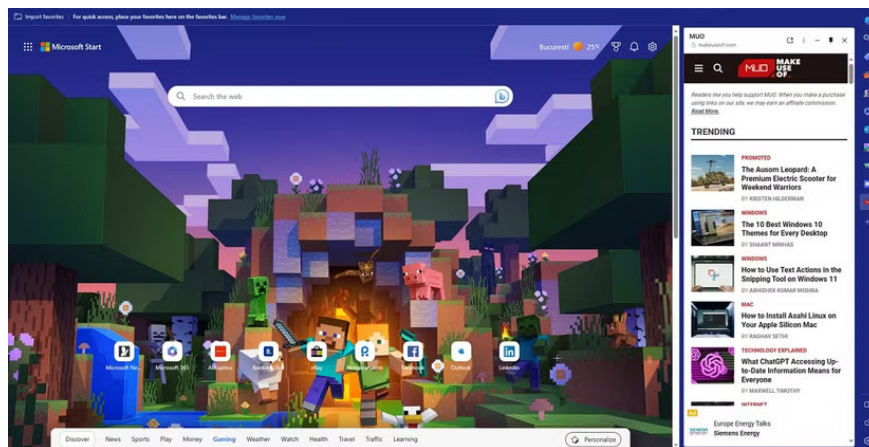 Import favorites
For quick access, place your favorites here on the favorites bar. Manage favorites now
Microsoft Start
Bucuresti 25°
Search the web
Microsoft Ne...
Microsoft 365
AliExpress
eBay
Facebook
Outlook
LinkedIn
Discover News Sports Play Money Gaming Weather Watch Health Travel Traffic Learning
Personalize
MUO
makeuseof.com
MUO MAKE
USE
OF...
Readers like you help support MUO. When you make a purchase
using links on our site, we may earn an affiliate commission.
Read More.
TRENDING
PROMOTED
The Ausom Leopard: A
Premium Electric Scooter for
Weekend Warriors
BY KRISTEN HILDERMAN
WINDOWS
The 10 Best Windows 10
Themes for Every Desktop
BY SHAANT MINHAS
WINDOWS
How to Use Text Actions in the
Snipping Tool on Windows 11
BY ABHISHEK KUMAR MISHRA
MAC
How to Install Asahi Linux on
Your Apple Silicon Mac
BY RAGHAV SETHI
TECHNOLOGY EXPLAINED
What ChatGPT Accessing Up-
to-Date Information Means for
Everyone
BY MAXWELL TIMOTHY
INTERNET
Ad
Europe Energy Talks
Siemens Energy